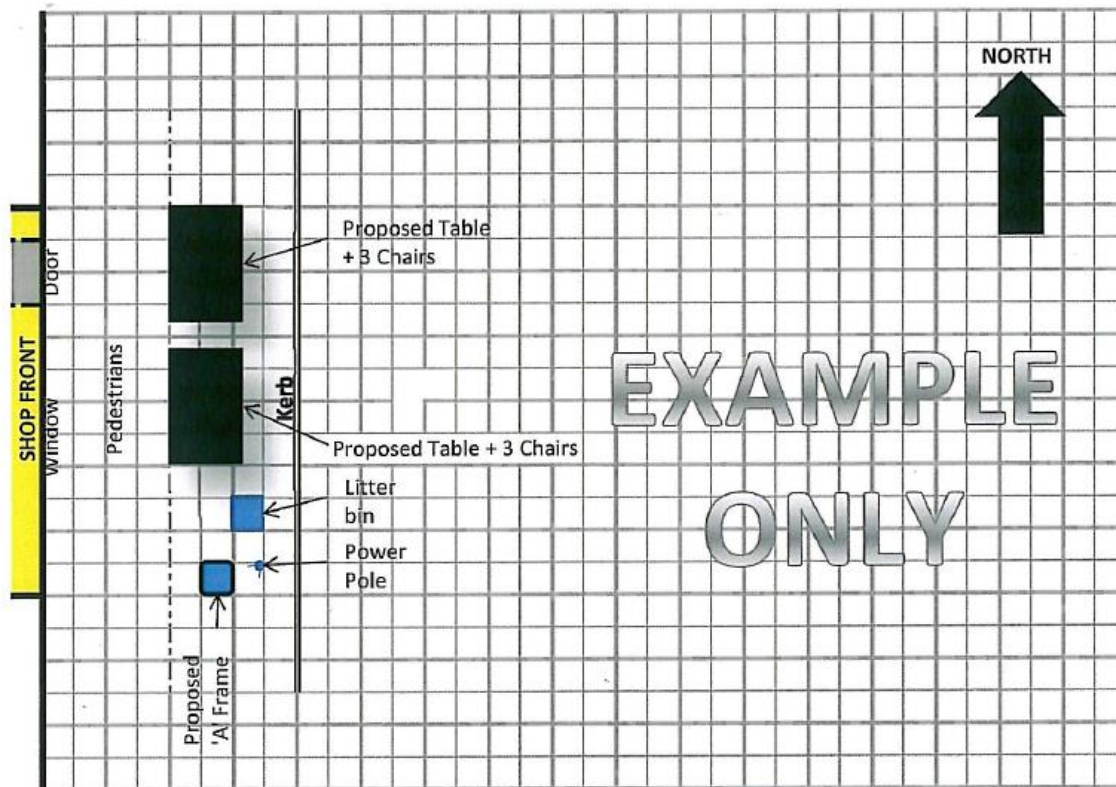 NORTH
Proposed Table
+ 3 Chairs
Door
SHOP FRONT
Window
Pedestrians
Kerb
EXAMPLE
ONLY
Proposed Table + 3 Chairs
Litter
bin
Power
Pole
Proposed
'A' Frame